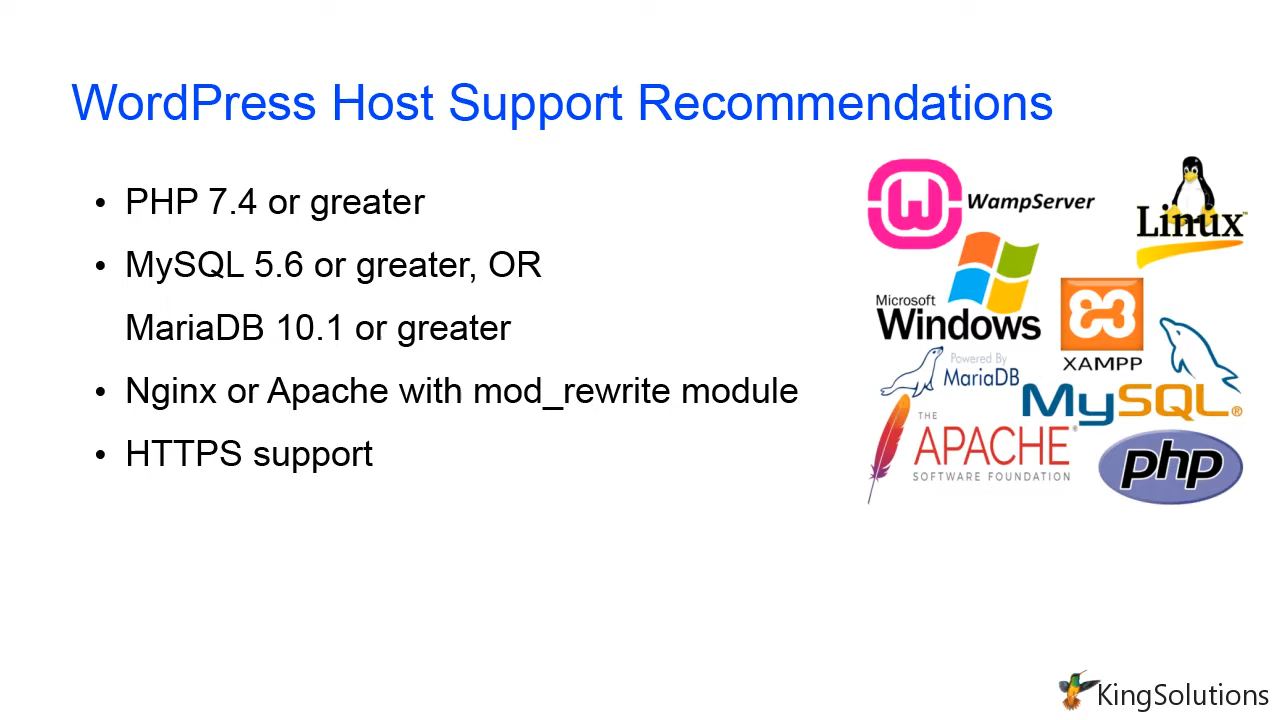 WordPress Host Support Recommendations
• PHP 7.4 or greater
• MySQL 5.6 or greater, OR
MariaDB 10.1 or greater
• Nginx or Apache with mod_rewrite module
• HTTPS support
W WampServer
Linux™
Microsoft
Windows
XAMPP
Powered By
MariaDB
MySQL®
THE
APACHE®
SOFTWARE FOUNDATION
php
KingSolutions